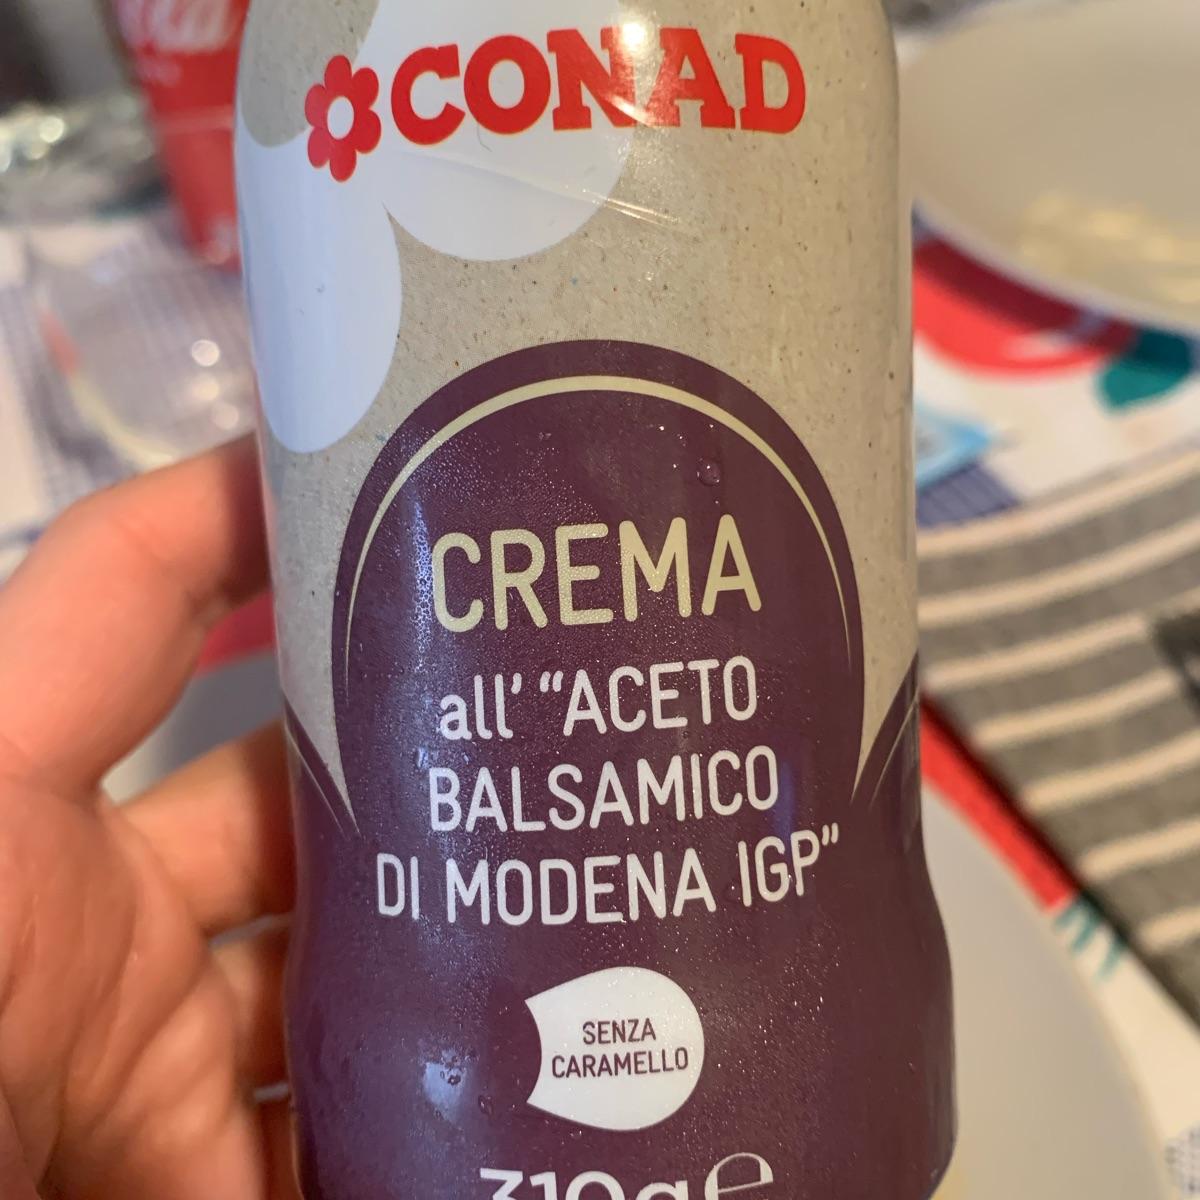 CONAD
CREMA
all' “ACETO
BALSAMICO
DI MODENA IGP”
SENZA
CARAMELLO
310g e